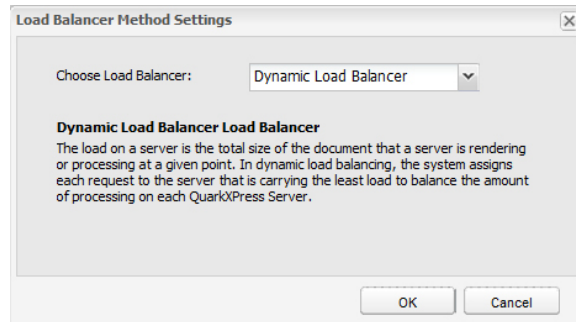 Load Balancer Method Settings
Choose Load Balancer: Dynamic Load Balancer
Dynamic Load Balancer Load Balancer
The load on a server is the total size of the document that a server is rendering
or processing at a given point. In dynamic load balancing, the system assigns
each request to the server that is carrying the least load to balance the amount
of processing on each QuarkXPress Server.
OK Cancel